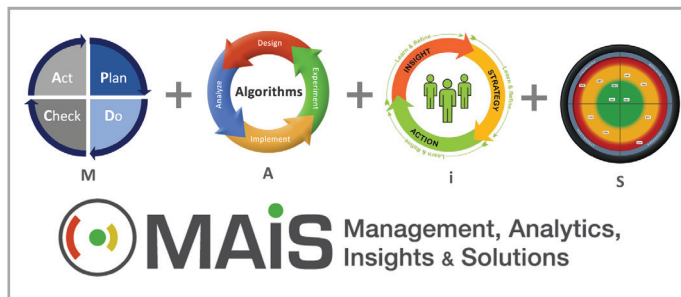 Act Plan
Check Do
Design
Analyze Algorithms Experiment
Implement
INSIGHT
STRATEGY
ACTION
Learn & Refine
Learn & Refine
Learn & Refine
M A i S
MAiS Management, Analytics,
Insights & Solutions